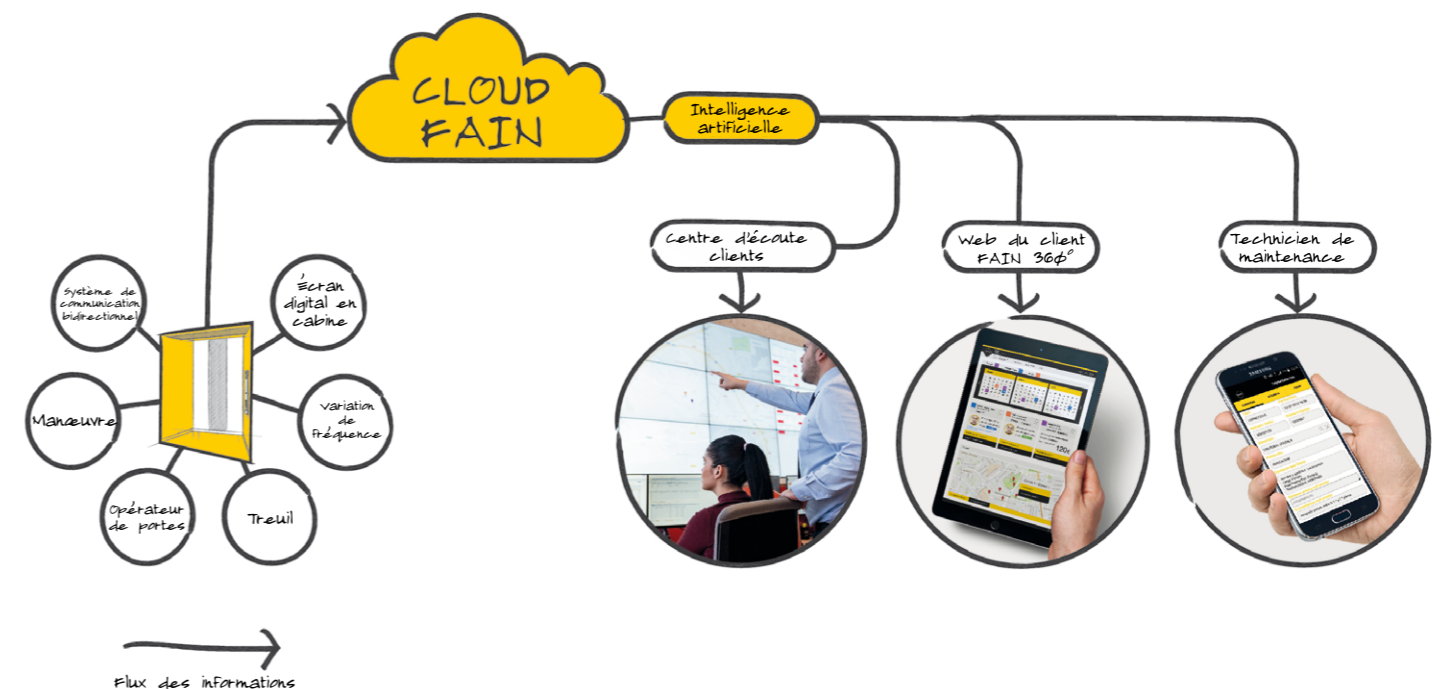 CLOUD
FAIN
Intelligence
artificielle
Centre d'écoute
clients
Web du client
FAIN 360°
Technicien de
maintenance
Système de
communication
bidirectionnel
Écran
digital en
cabine
Manœuvre
Variation
de
fréquence
Opérateur
de portes
Treuil
SAMSUNG
Flux des informations